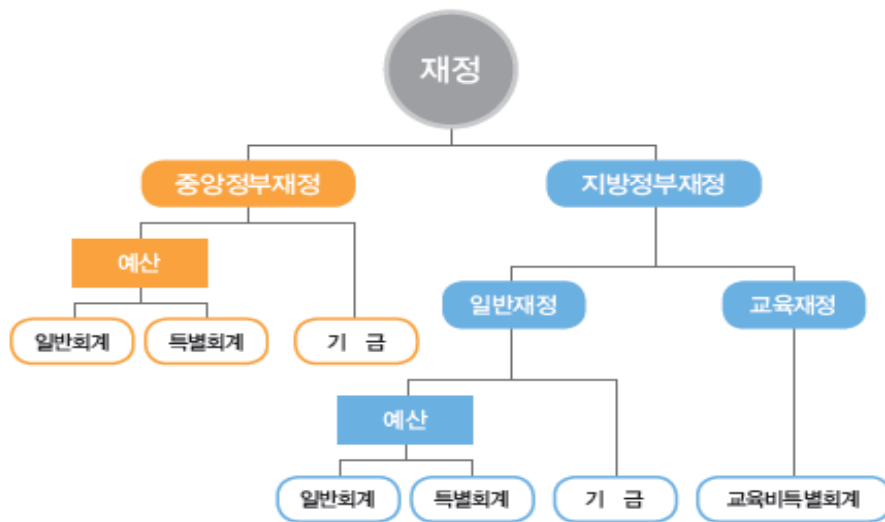 재정
중앙정부재정
지방정부재정
예산
일반재정
교육재정
일반회계
특별회계
기 금
예산
일반회계
특별회계
기 금
교육비특별회계